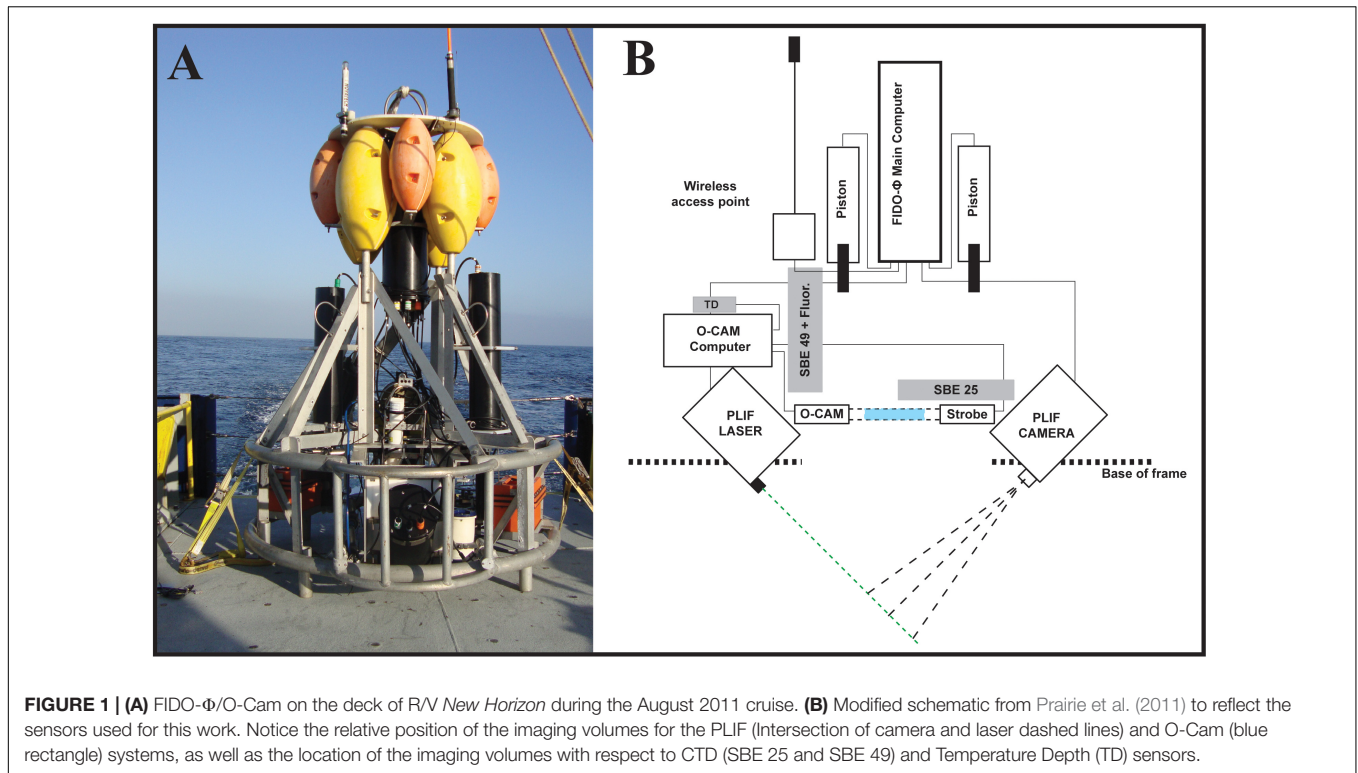 A
B
Wireless
access point
Piston
FIDO-Φ Main Computer
Piston
TD
O-CAM
Computer
SBE 49 + Fluor.
SBE 25
PLIF
LASER
O-CAM
Strobe
PLIF
CAMERA
Base of frame
FIGURE 1 | (A) FIDO-Φ/O-Cam on the deck of R/V New Horizon during the August 2011 cruise. (B) Modified schematic from Prairie et al. (2011) to reflect the
sensors used for this work. Notice the relative position of the imaging volumes for the PLIF (Intersection of camera and laser dashed lines) and O-Cam (blue
rectangle) systems, as well as the location of the imaging volumes with respect to CTD (SBE 25 and SBE 49) and Temperature Depth (TD) sensors.